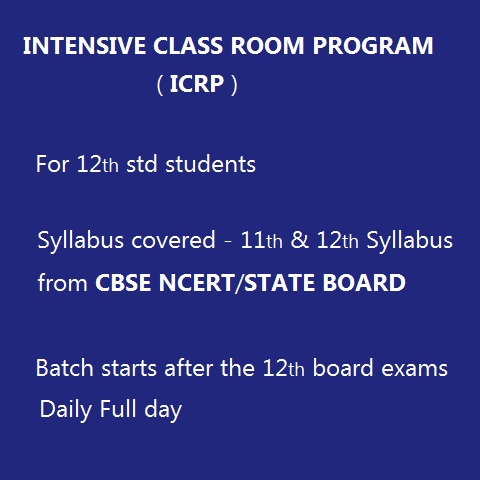 INTENSIVE CLASS ROOM PROGRAM
( ICRP )
For 12th std students
Syllabus covered - 11th & 12th Syllabus
from CBSE NCERT/STATE BOARD
Batch starts after the 12th board exams
Daily Full day